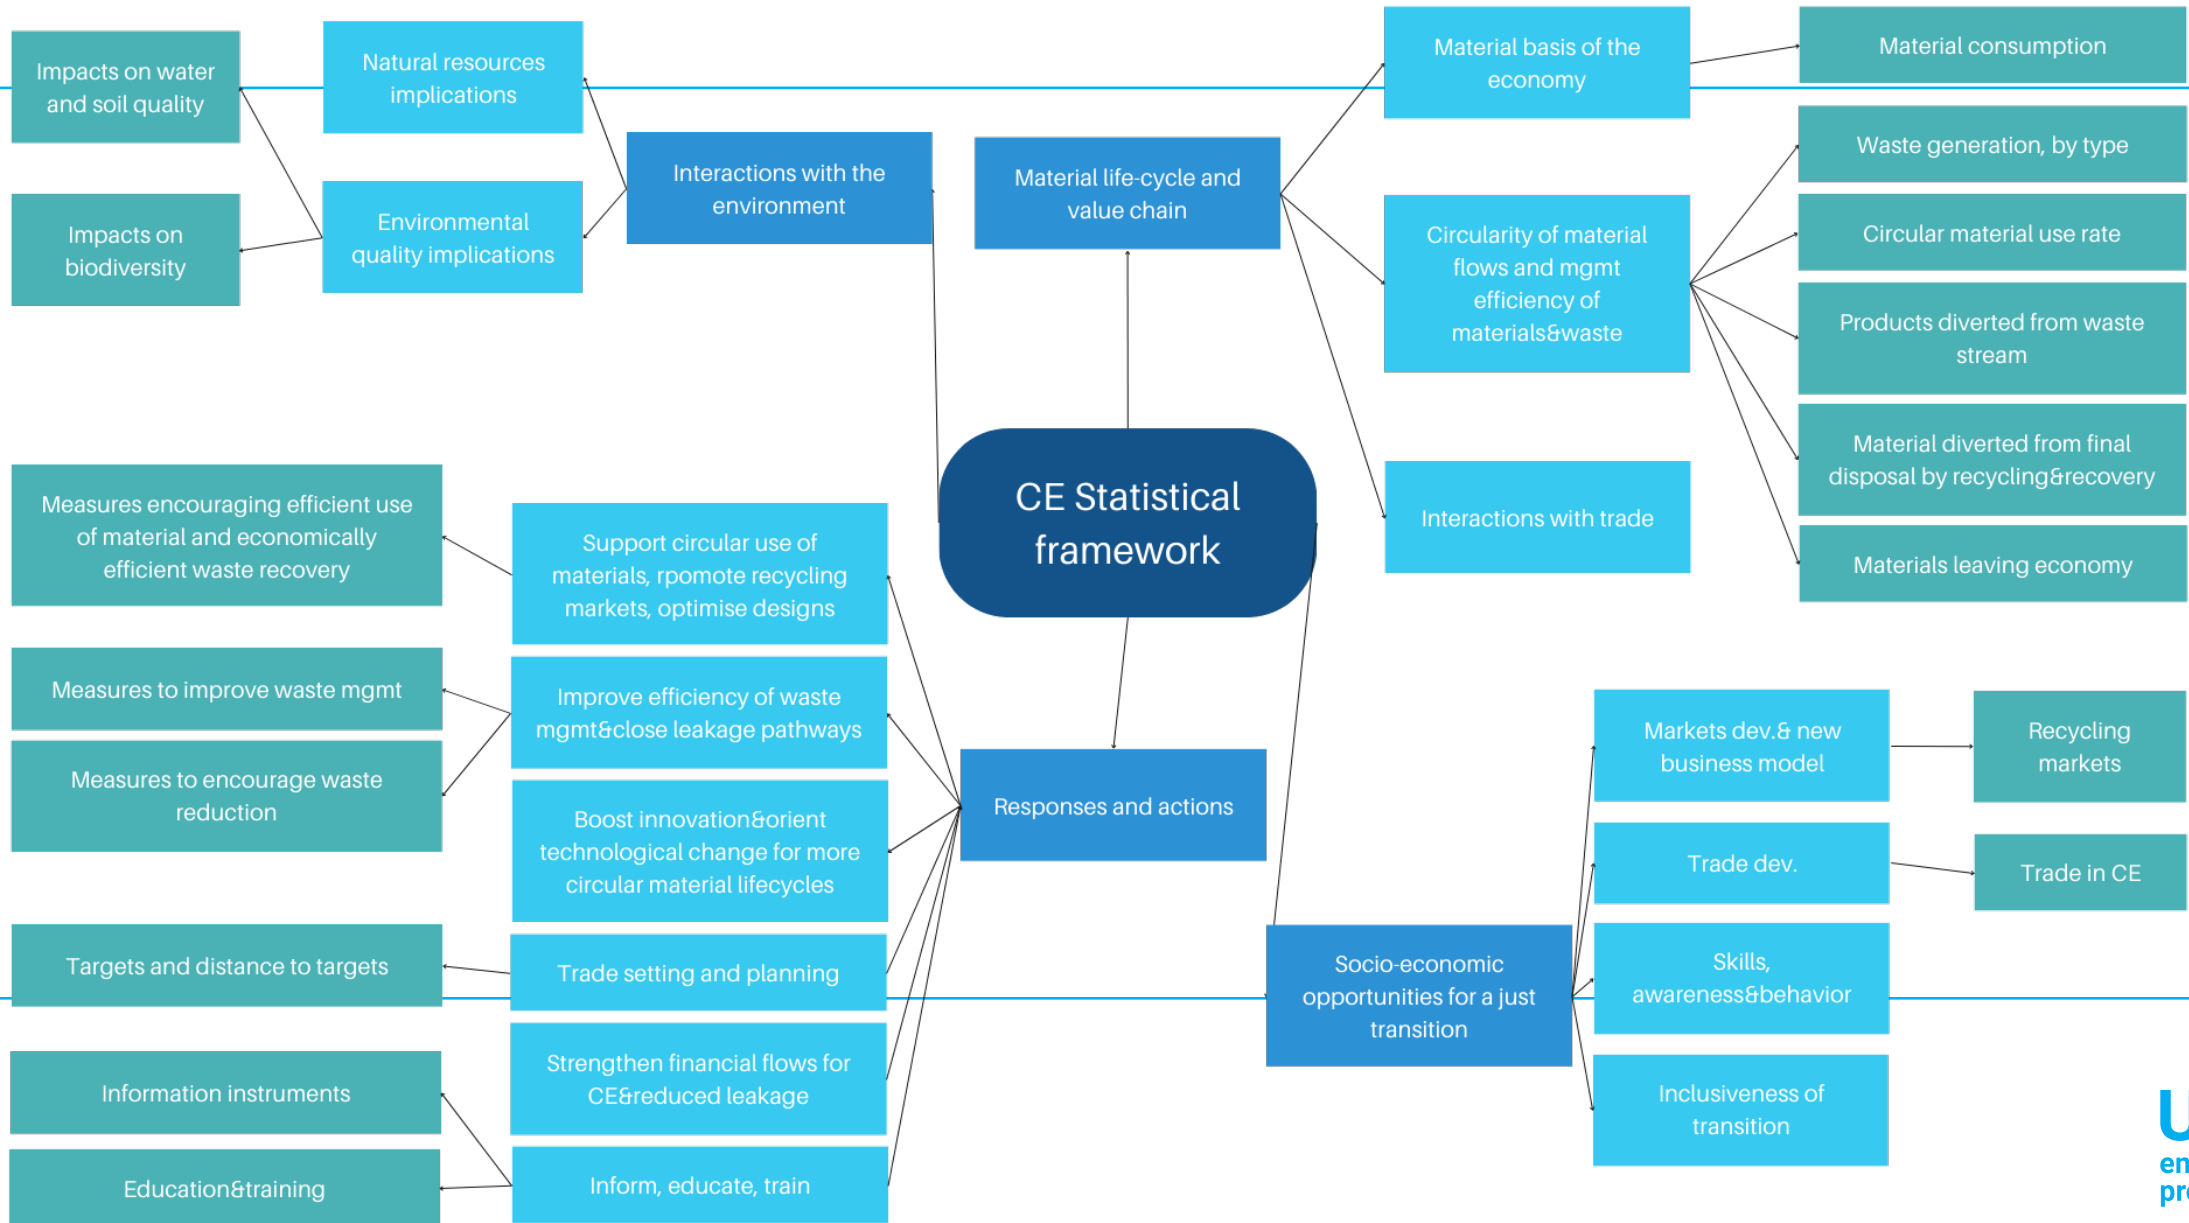 Impacts on water
and soil quality
Natural resources
implications
Impacts on
biodiversity
Environmental
quality implications
Interactions with the
environment
Material life-cycle and
value chain
Material basis of the
economy
Material consumption
Circularity of material
flows and mgmt
efficiency of
materials&waste
Waste generation, by type
Circular material use rate
Products diverted from waste
stream
Material diverted from final
disposal by recycling&recovery
Materials leaving economy
Interactions with trade
CE Statistical
framework
Measures encouraging efficient use
of material and economically
efficient waste recovery
Support circular use of
materials, rpomote recycling
markets, optimise designs
Measures to improve waste mgmt
Measures to encourage waste
reduction
Improve efficiency of waste
mgmt&close leakage pathways
Boost innovation&orient
technological change for more
circular material lifecycles
Responses and actions
Targets and distance to targets
Trade setting and planning
Strengthen financial flows for
CE&reduced leakage
Information instruments
Education&training
Inform, educate, train
Socio-economic
opportunities for a just
transition
Markets dev.& new
business model
Recycling
markets
Trade dev.
Trade in CE
Skills,
awareness&behavior
Inclusiveness of
transition